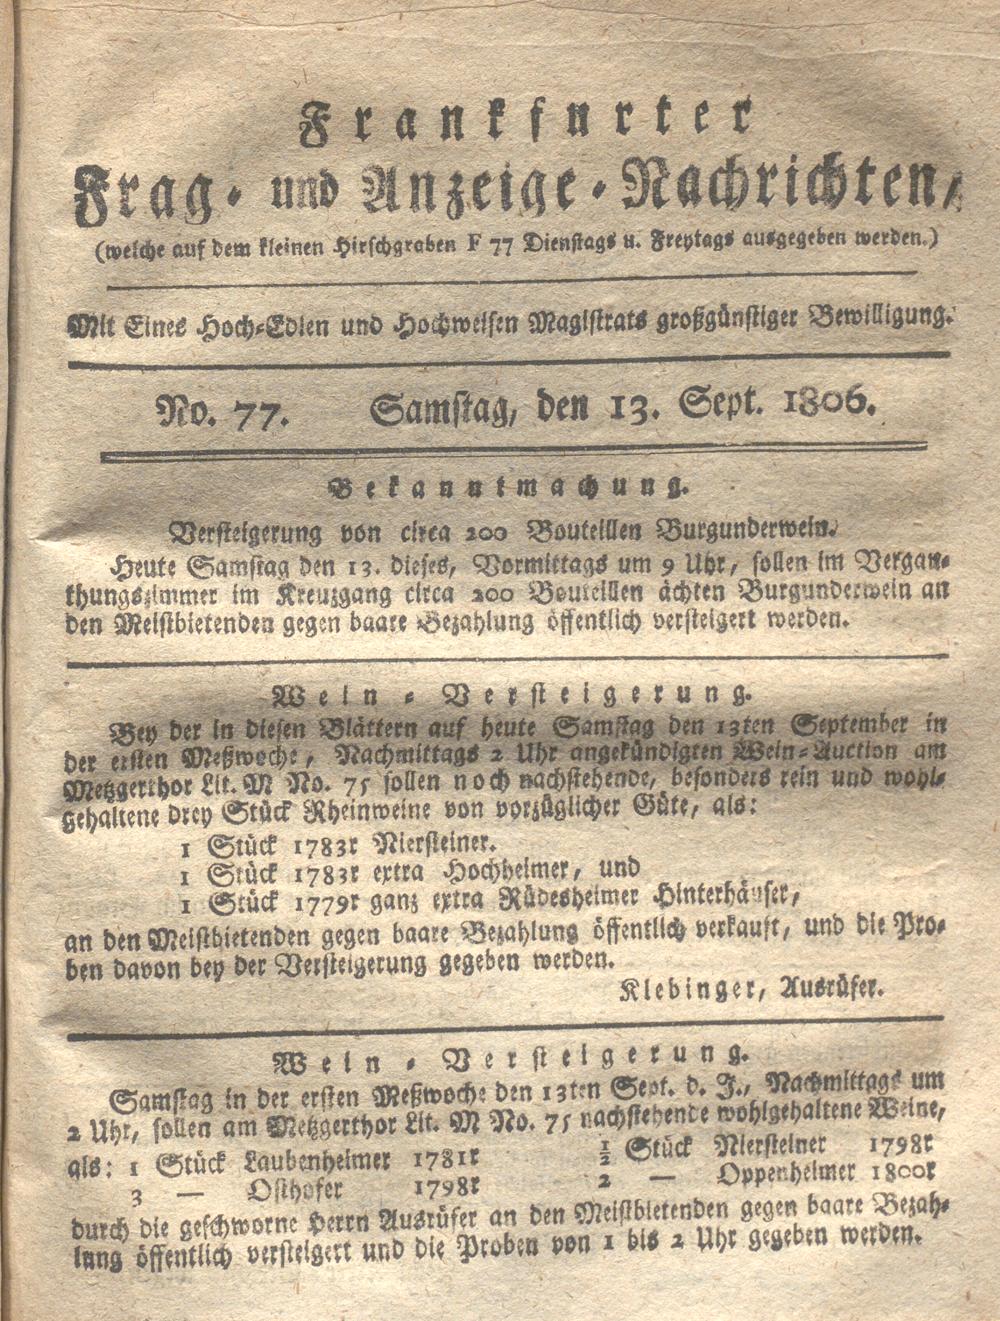 Frankfurter
Frag- und Anzeige-Nachrichten,
(welche auf dem kleinen Hirschgraben F 77 Dienstags u. Freytags ausgegeben werden.)
Mit Eines Hoch-Edlen und Hochweisen Magistrats großgünstiger Bewilligung.
No. 77. Samstag, den 13. Sept. 1806.
Bekanntmachung.
Versteigerung von circa 200 Bouteillen Burgunderwein.
Heute Samstag den 13. dieses, Vormittags um 9 Uhr, sollen im Vergan-
thungszimmer im Kreuzgang circa 200 Bouteillen ächten Burgunderwein an
den Meistbietenden gegen baare Bezahlung öffentlich versteigert werden.
Wein-Versteigerung.
Bey der in diesen Blättern auf heute Samstag den 13ten September in
der ersten Meßwoche, Nachmittags 2 Uhr angekündigten Wein-Auction am
Metzgerthor Lit. M No. 75 sollen noch nachstehende, besonders rein und wohl-
gehaltene drey Stück Rheinweine von vorzüglicher Güte, als:
1 Stück 1783r Niersteiner.
1 Stück 1783r extra Hochheimer, und
1 Stück 1779r ganz extra Rüdesheimer Hinterhäuser,
an den Meistbietenden gegen baare Bezahlung öffentlich verkauft, und die Pro-
ben davon bey der Versteigerung gegeben werden.
Klebinger, Ausrüfer.
Wein-Versteigerung.
Samstag in der ersten Meßwoche den 13ten Sept. d. J., Nachmittags um
2 Uhr, sollen am Metzgerthor Lit. M No. 75 nachstehende wohlgehaltene Weine,
als: 1 Stück Laubenheimer 1781r ½ Stück Niersteiner 1798r
3 — Osthofer 1798r 2 — Oppenheimer 1800r
durch die geschworne Herrn Ausrüfer an den Meistbietenden gegen baare Bezah-
lung öffentlich versteigert und die Proben von 1 bis 2 Uhr gegeben werden.